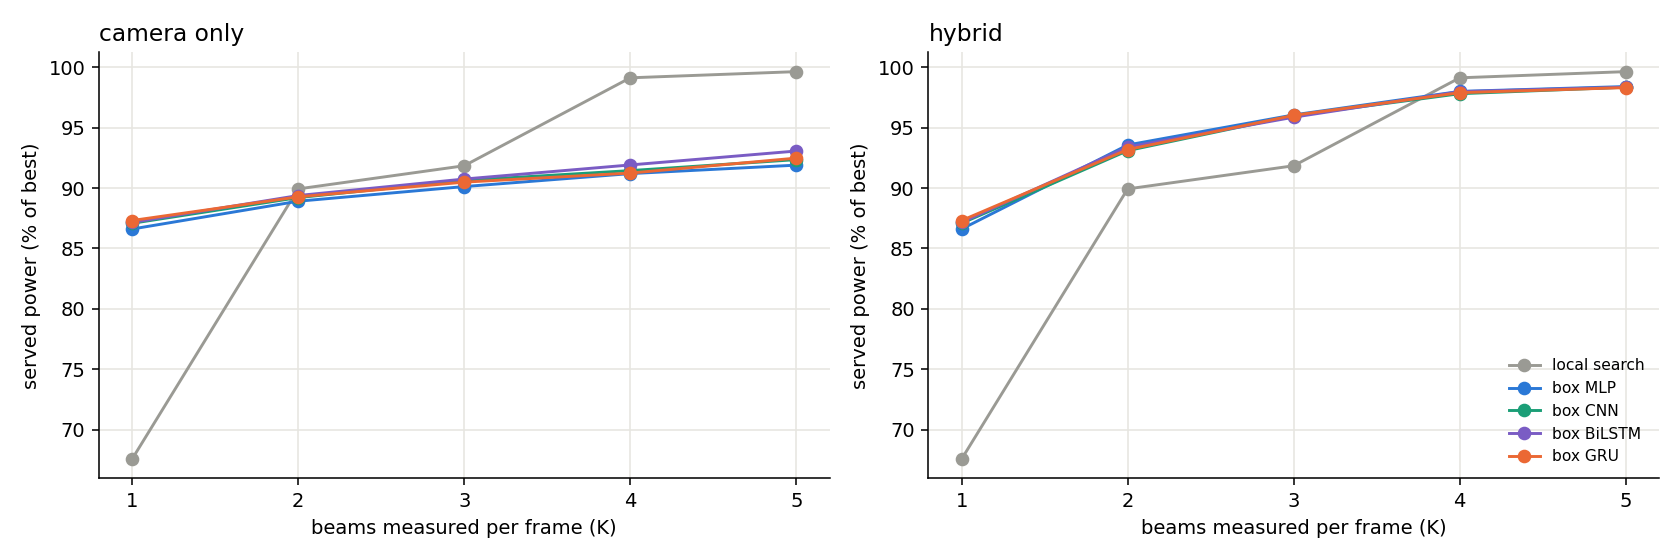 camera only
100
95
90
85
80
75
70
served power (% of best)
1 2 3 4 5
beams measured per frame (K)
hybrid
100
95
90
85
80
75
70
served power (% of best)
local search
box MLP
box CNN
box BiLSTM
box GRU
1 2 3 4 5
beams measured per frame (K)